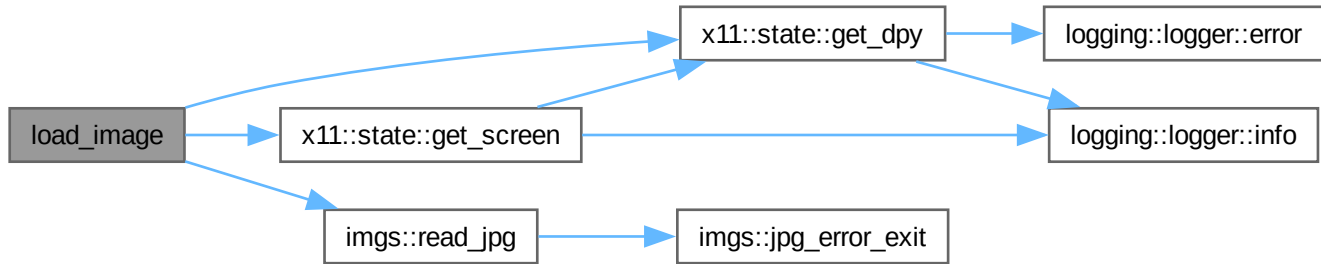 x11::state::get_dpy
logging::logger::error
load_image
x11::state::get_screen
logging::logger::info
imgs::read_jpg
imgs::jpg_error_exit